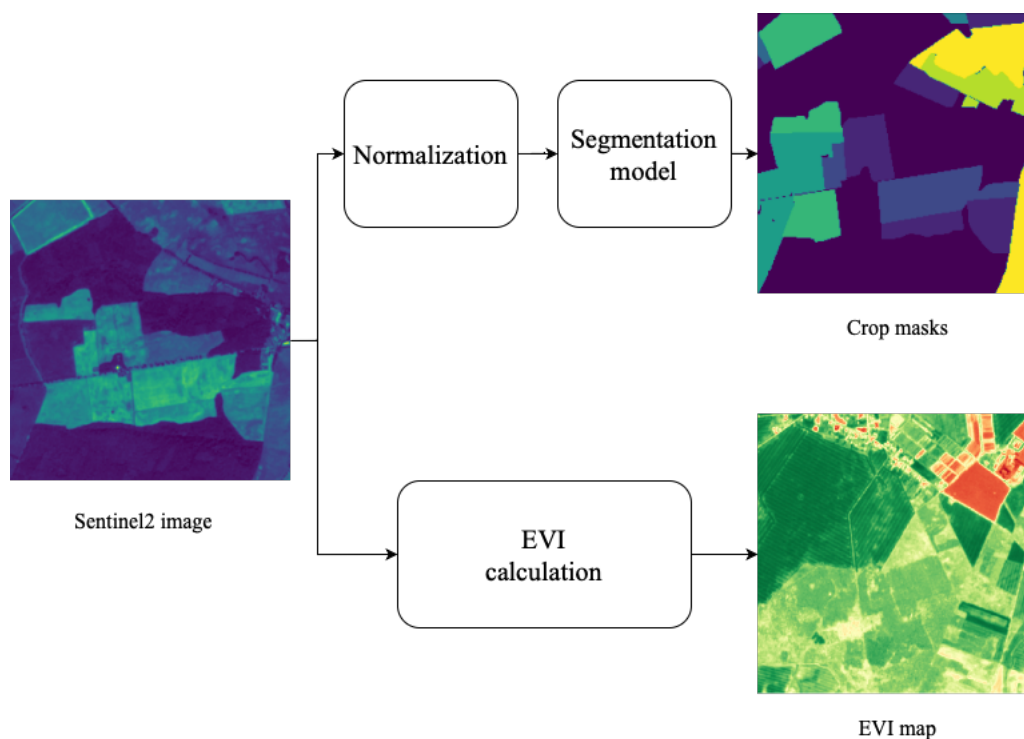 Normalization
Segmentation
model
Crop masks
Sentinel2 image
EVI
calculation
EVI map